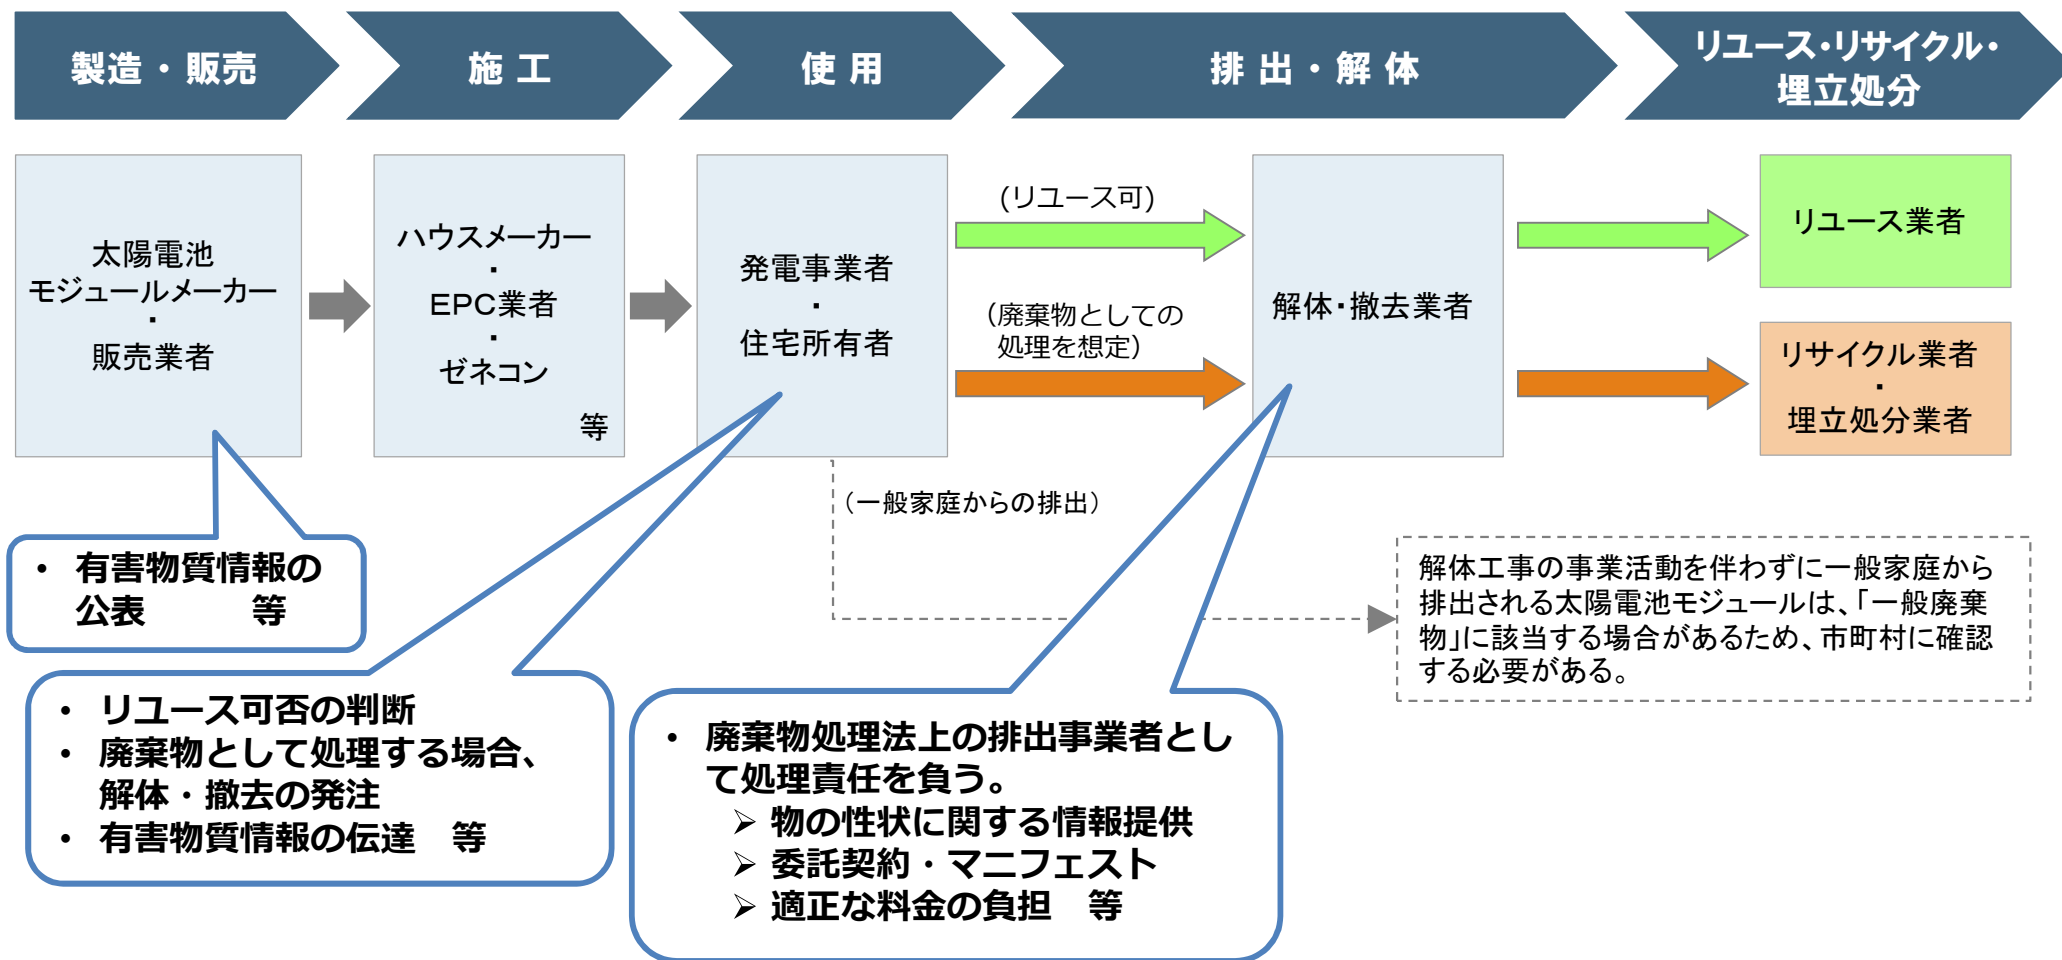 製造・販売
施 工
使 用
排 出・解 体
リユース・リサイクル・
埋立処分
太陽電池
モジュールメーカー
・
販売業者
ハウスメーカー
・
EPC業者
・
ゼネコン
等
発電事業者
・
住宅所有者
(リユース可)
（廃棄物としての
処理を想定）
解体・撤去業者
リユース業者
リサイクル業者
・
埋立処分業者
（一般家庭からの排出）
解体工事の事業活動を伴わずに一般家庭から
排出される太陽電池モジュールは、「一般廃棄
物」に該当する場合があるため、市町村に確認
する必要がある。
• 有害物質情報の
公表　　　等
• リユース可否の判断
• 廃棄物として処理する場合、
解体・撤去の発注
• 有害物質情報の伝達　等
• 廃棄物処理法上の排出事業者とし
て処理責任を負う。
➢ 物の性状に関する情報提供
➢ 委託契約・マニフェスト
➢ 適正な料金の負担　等